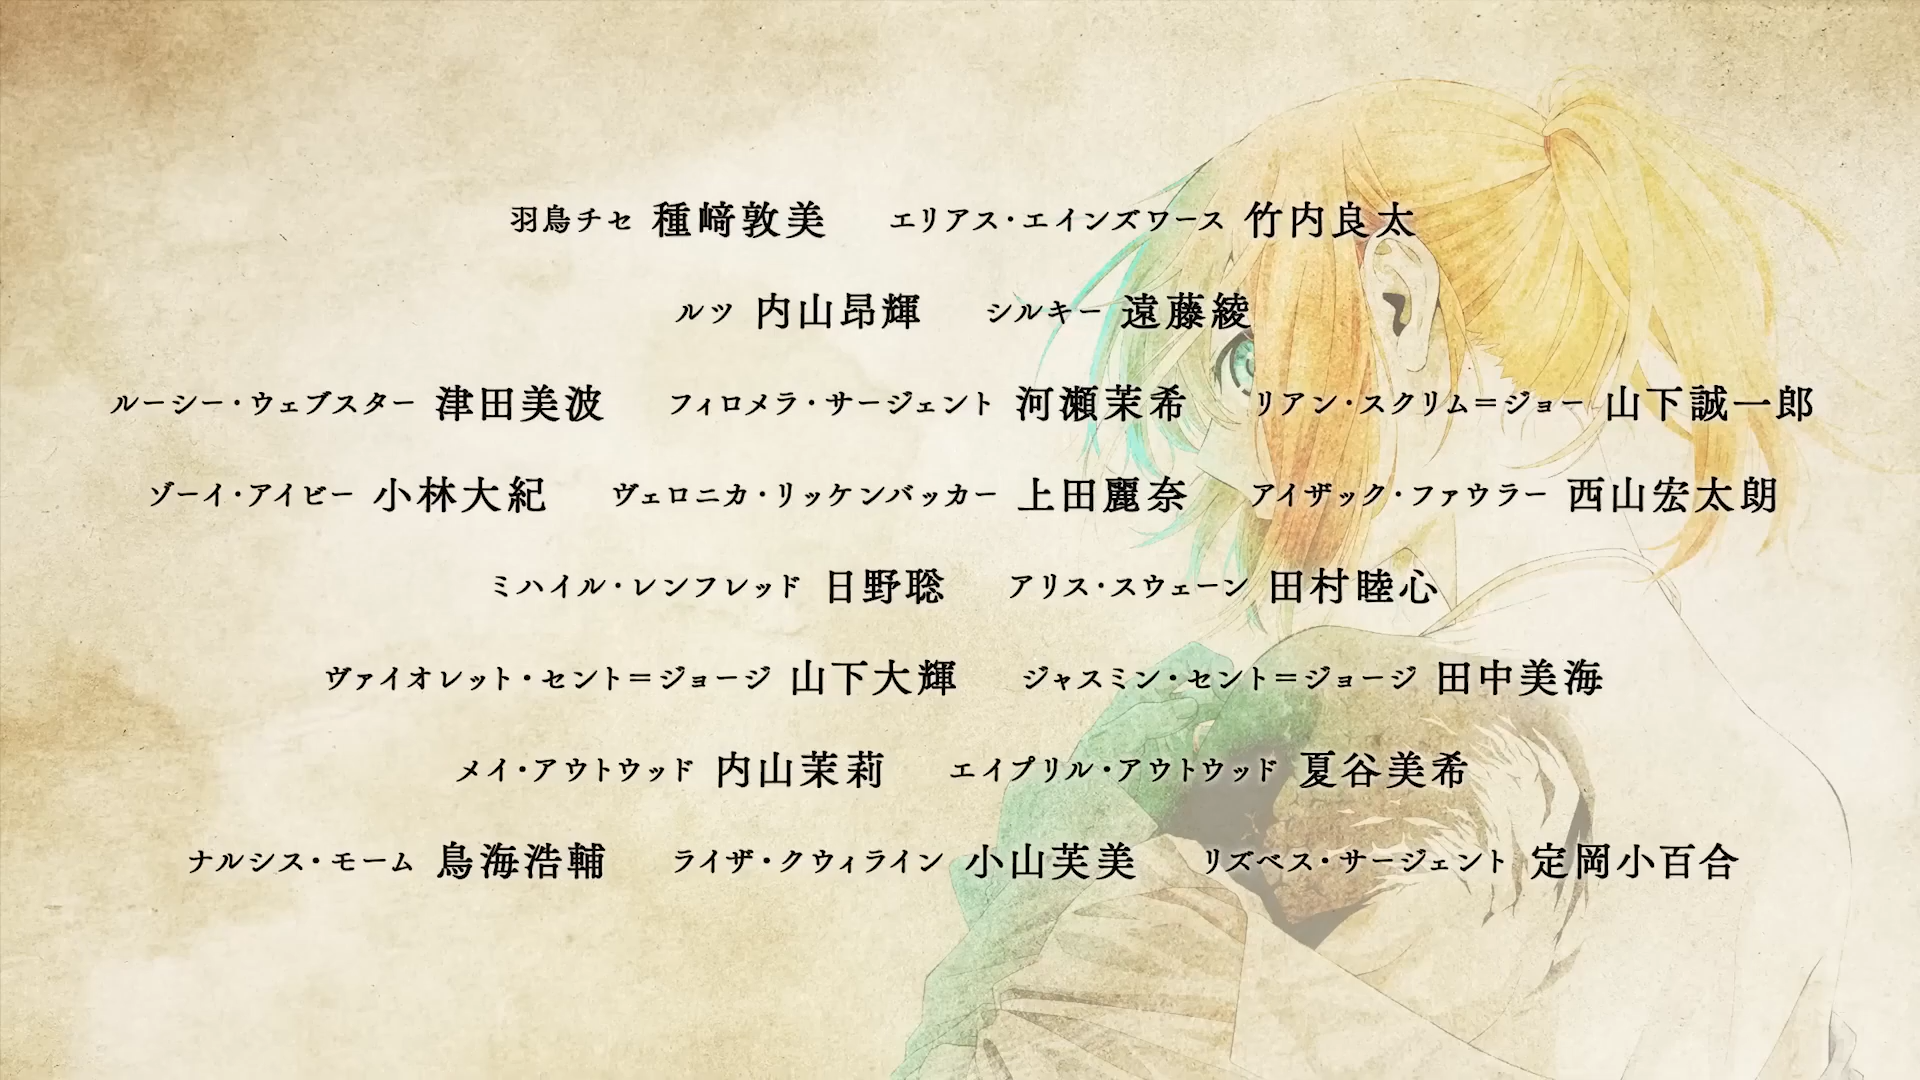 羽鳥チセ 種﨑敦美 エリアス・エインズワース 竹内良太
ルツ 内山昂輝 シルキー 遠藤綾
ルーシー・ウェブスター 津田美波 フィロメラ・サージェント 河瀬茉希 リアン・スクリム＝ジョー 山下誠一郎
ゾーイ・アイビー 小林大紀 ヴェロニカ・リッケンバッカー 上田麗奈 アイザック・ファウラー 西山宏太朗
ミハイル・レンフレッド 日野聡 アリス・スウェーン 田村睦心
ヴァイオレット・セント＝ジョージ 山下大輝 ジャスミン・セント＝ジョージ 田中美海
メイ・アウトウッド 内山茉莉 エイプリル・アウトウッド 夏谷美希
ナルシス・モーム 鳥海浩輔 ライザ・クウィライン 小山芙美 リズベス・サージェント 定岡小百合